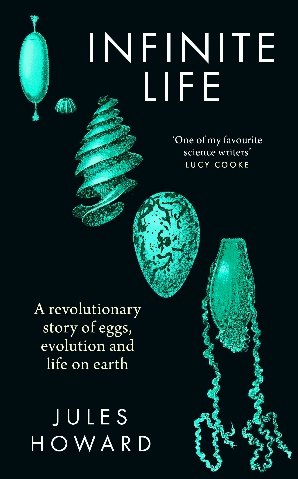 INFINITE
LIFE
'One of my favourite
science writers'
LUCY COOKE
A revolutionary
story of eggs,
evolution and
life on earth
JULES
HOWARD